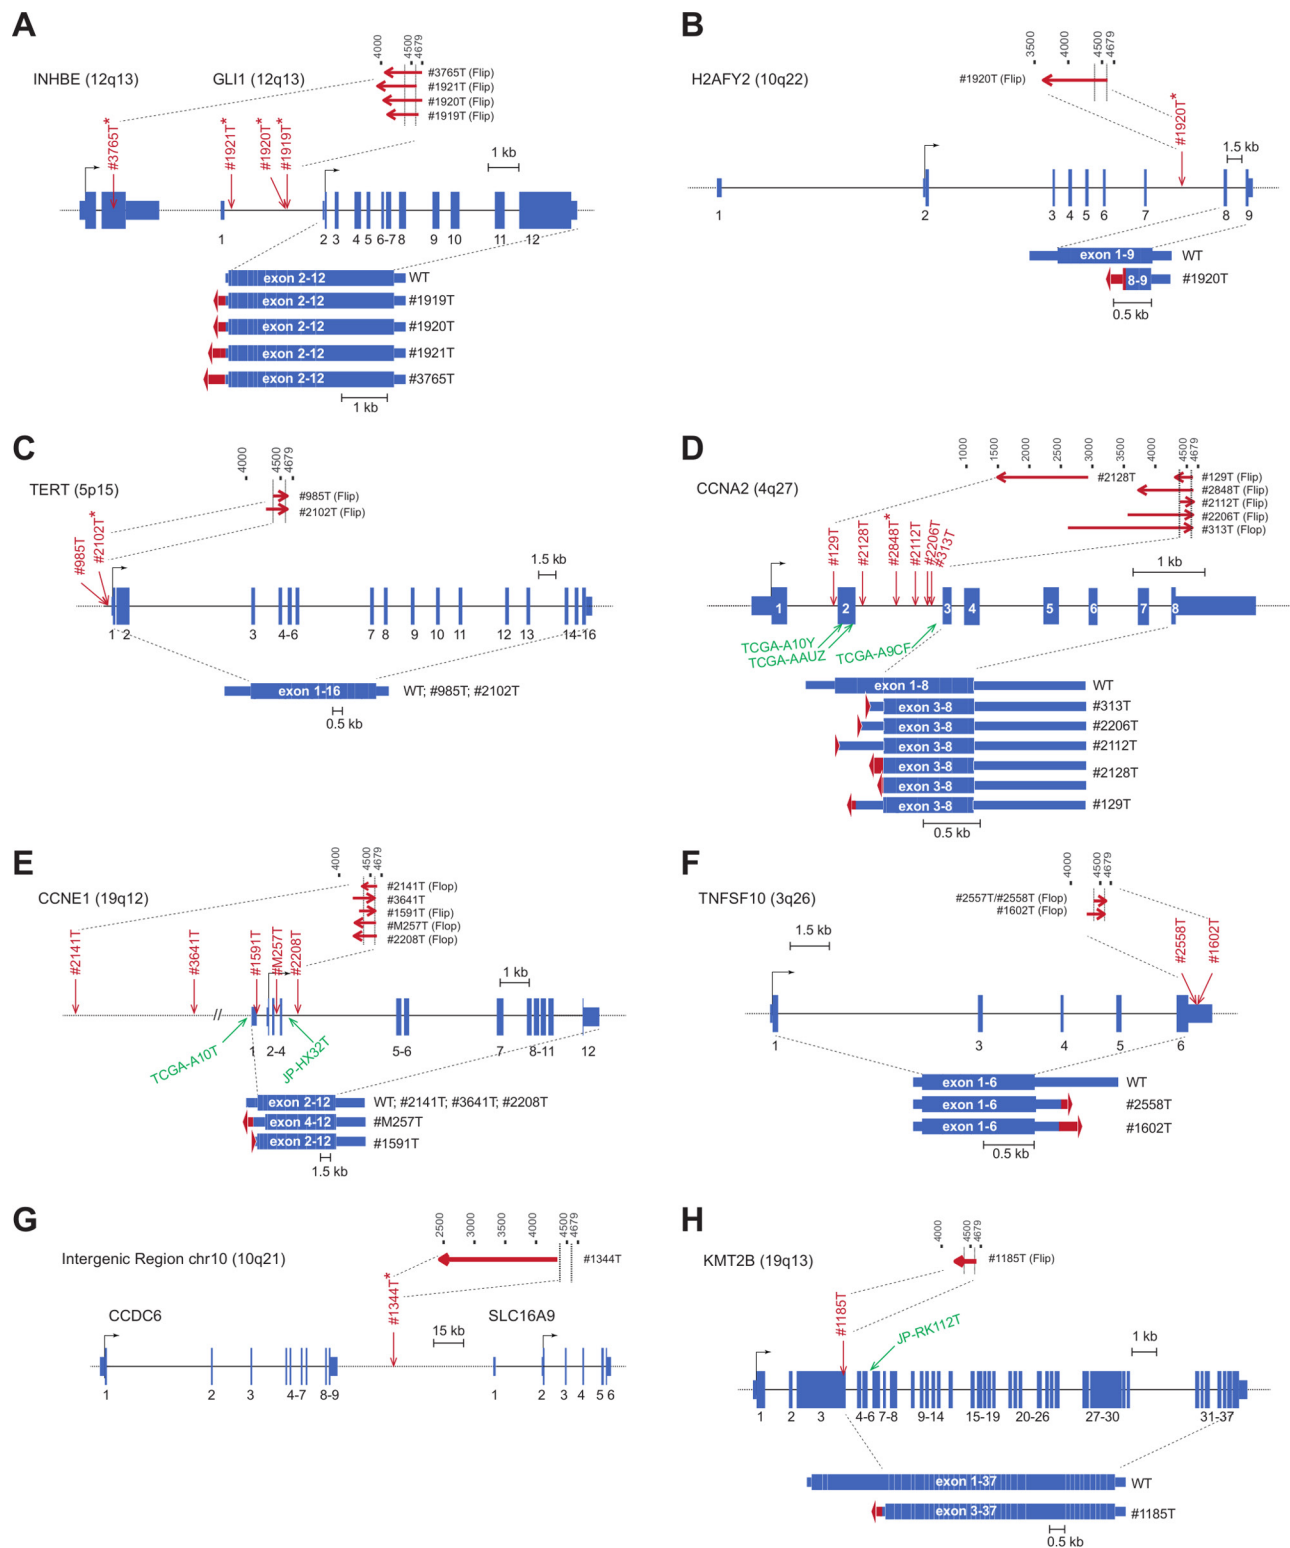 A
INHBE (12q13)
GLI1 (12q13)
4000
4500
4679
#3765T (Flip)
#1921T (Flip)
#1920T (Flip)
#1919T (Flip)
#3765T*
#1921T*
#1920T*
#1919T*
1 kb
1 2 3 4 5 6-7 8 9 10 11 12
exon 2-12 WT
exon 2-12 #1919T
exon 2-12 #1920T
exon 2-12 #1921T
exon 2-12 #3765T
1 kb
B
H2AFY2 (10q22)
3500
4000
4500
4679
#1920T (Flip)
#1920T*
1.5 kb
1 2 3 4 5 6 7 8 9
exon 1-9 WT
8-9 #1920T
0.5 kb
C
TERT (5p15)
4000
4500
4679
#985T (Flip)
#2102T (Flip)
#985T
#2102T*
1.5 kb
1 2 3 4-6 7 8 9 10 11 12 13 14-16
exon 1-16 WT; #985T; #2102T
0.5 kb
D
CCNA2 (4q27)
1000
1500
2000
2500
3000
3500
4000
4500
4679
#2128T
#129T (Flip)
#2848T (Flip)
#2112T (Flip)
#2206T (Flip)
#313T (Flop)
#129T
#2128T
#2848T*
#2112T
#2206T
#313T
1 kb
1 2 3 4 5 6 7 8
TCGA-A10Y
TCGA-AAUZ
TCGA-A9CF
exon 1-8 WT
exon 3-8 #313T
exon 3-8 #2206T
exon 3-8 #2112T
exon 3-8 #2128T
exon 3-8
exon 3-8 #129T
0.5 kb
E
CCNE1 (19q12)
4000
4500
4679
#2141T (Flop)
#3641T
#1591T (Flip)
#M257T (Flop)
#2208T (Flop)
#2141T
#3641T
#1591T
#M257T
#2208T
1 kb
//
TCGA-A10T
JP-HX32T
1 2-4 5-6 7 8-11 12
exon 2-12 WT; #2141T; #3641T; #2208T
exon 4-12 #M257T
exon 2-12 #1591T
1.5 kb
F
TNFSF10 (3q26)
4000
4500
4679
#2557T/#2558T (Flop)
#1602T (Flop)
1.5 kb
#2558T
#1602T
1 3 4 5 6
exon 1-6 WT
exon 1-6 #2558T
exon 1-6 #1602T
0.5 kb
G
Intergenic Region chr10 (10q21)
2500
3000
3500
4000
4500
4679
#1344T
#1344T*
CCDC6
SLC16A9
15 kb
1 2 3 4-7 8-9 1 2 3 4 5 6
H
KMT2B (19q13)
4000
4500
4679
#1185T (Flip)
#1185T
JP-RK112T
1 kb
1 2 3 4-6 7-8 9-14 15-19 20-26 27-30 31-37
exon 1-37 WT
exon 3-37 #1185T
0.5 kb